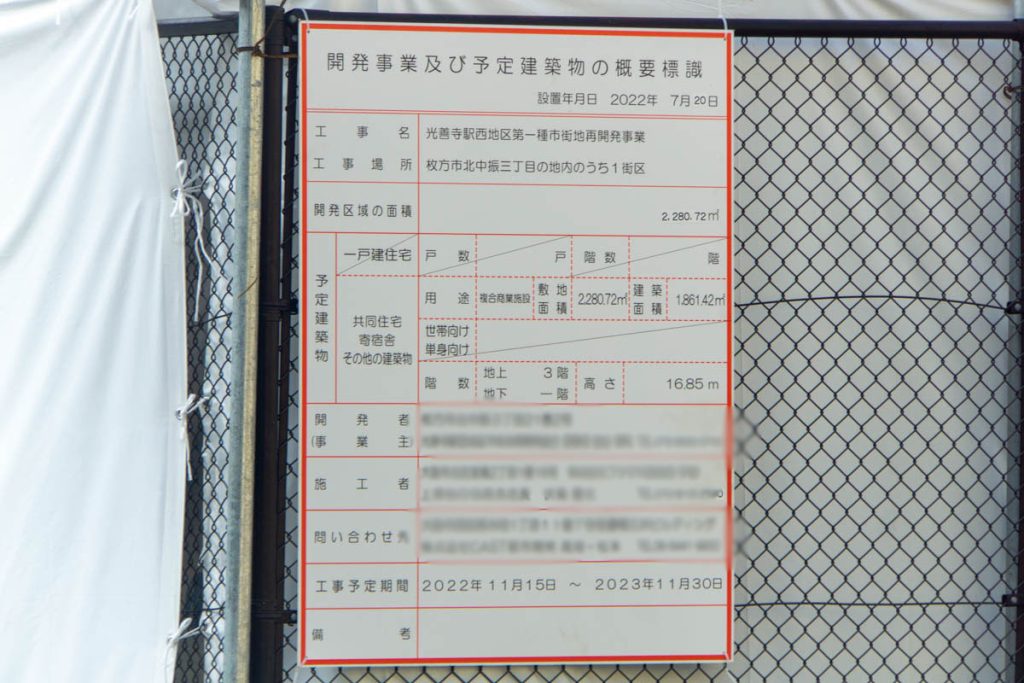 開発事業及び予定建築物の概要標識
設置年月日 2022年 7月20日
工事名 光善寺駅西地区第一種市街地再開発事業
工事場所 枚方市北中振三丁目の地内のうち1街区
開発区域の面積 2,280.72㎡
予定建築物
一戸建住宅 戸数 戸 階数 階
共同住宅
寄宿舎
その他の建築物
用途 複合商業施設 敷地面積 2,280.72㎡ 建築面積 1,861.42㎡
世帯向け
単身向け
階数 地上 3階 高さ 16.85m
地下 一階
開発者
(事業主)
施工者
問い合わせ先
工事予定期間 2022年11月15日 ~ 2023年11月30日
備考